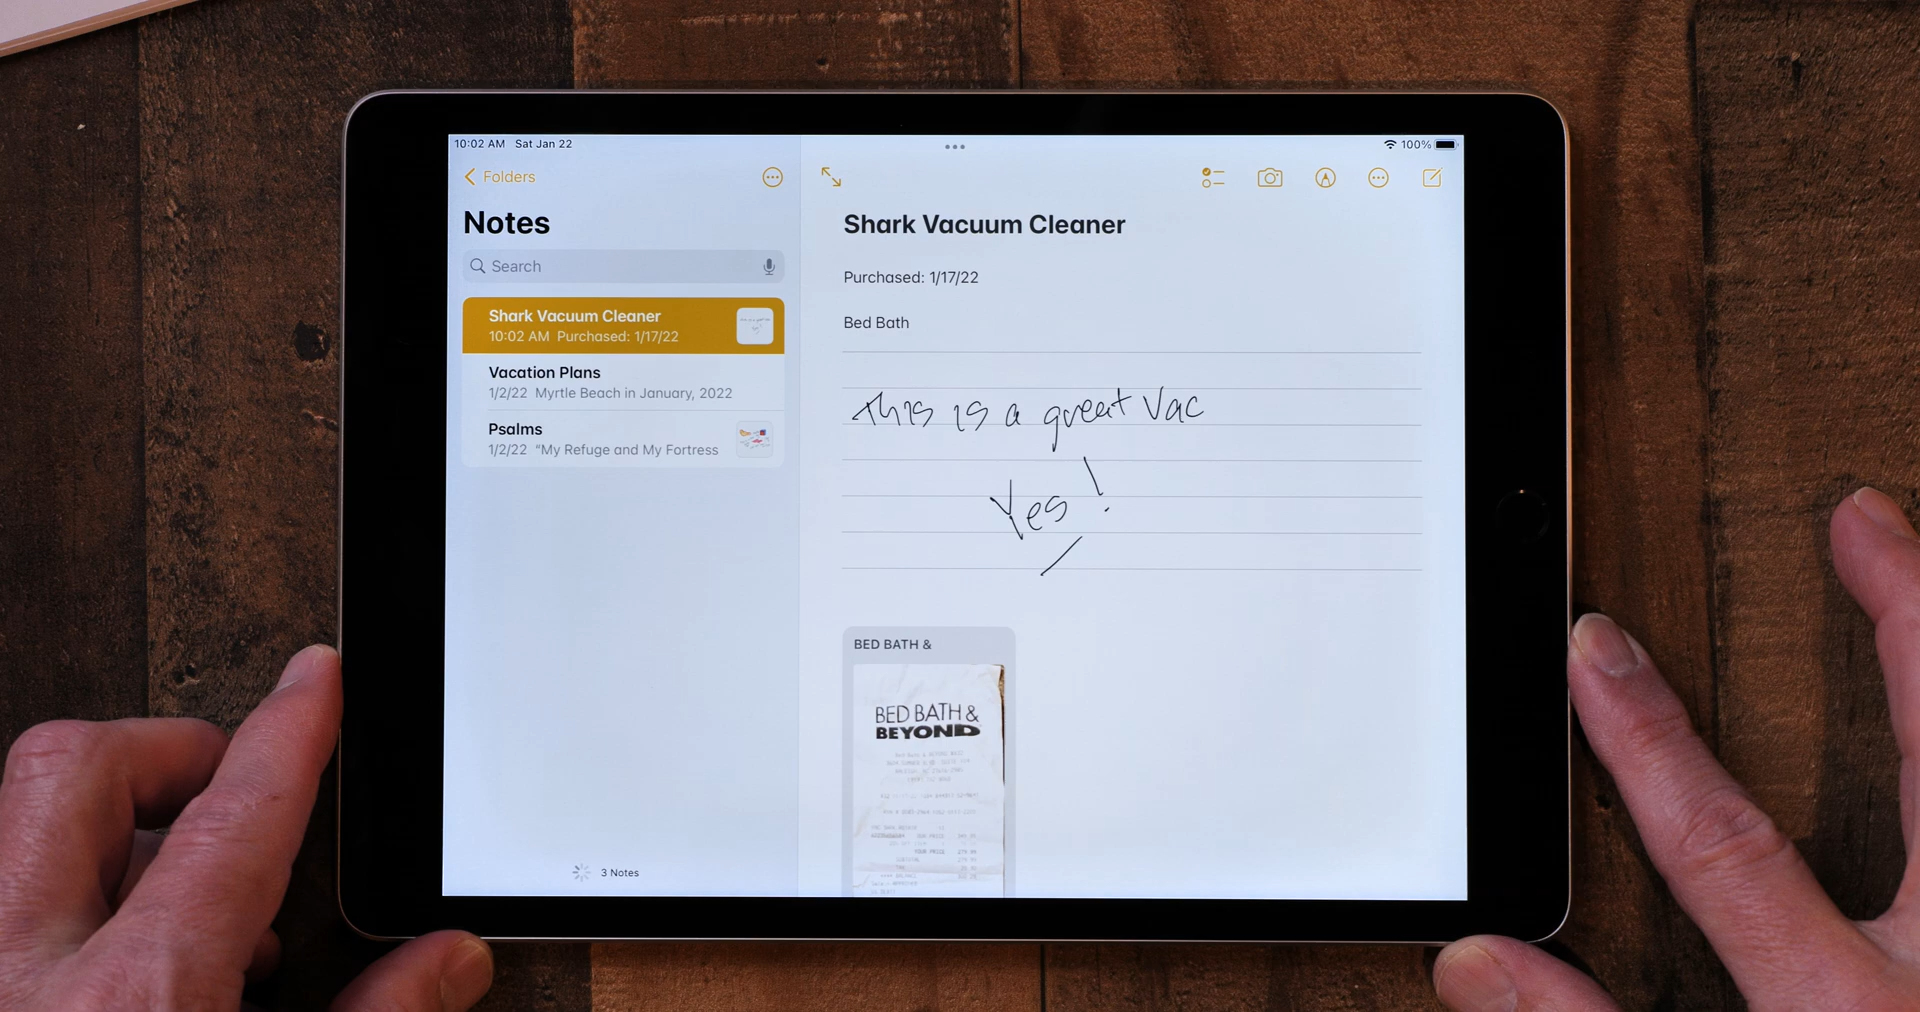 10:02 AM Sat Jan 22
100%
Folders
Notes
Search
Shark Vacuum Cleaner
10:02 AM Purchased: 1/17/22
Vacation Plans
1/2/22 Myrtle Beach in January, 2022
Psalms
1/2/22 “My Refuge and My Fortress
3 Notes
Shark Vacuum Cleaner
Purchased: 1/17/22
Bed Bath
This is a great Vac
Yes!
BED BATH &
BED BATH &
BEYOND
YOUR PRICE
SUBTOTAL